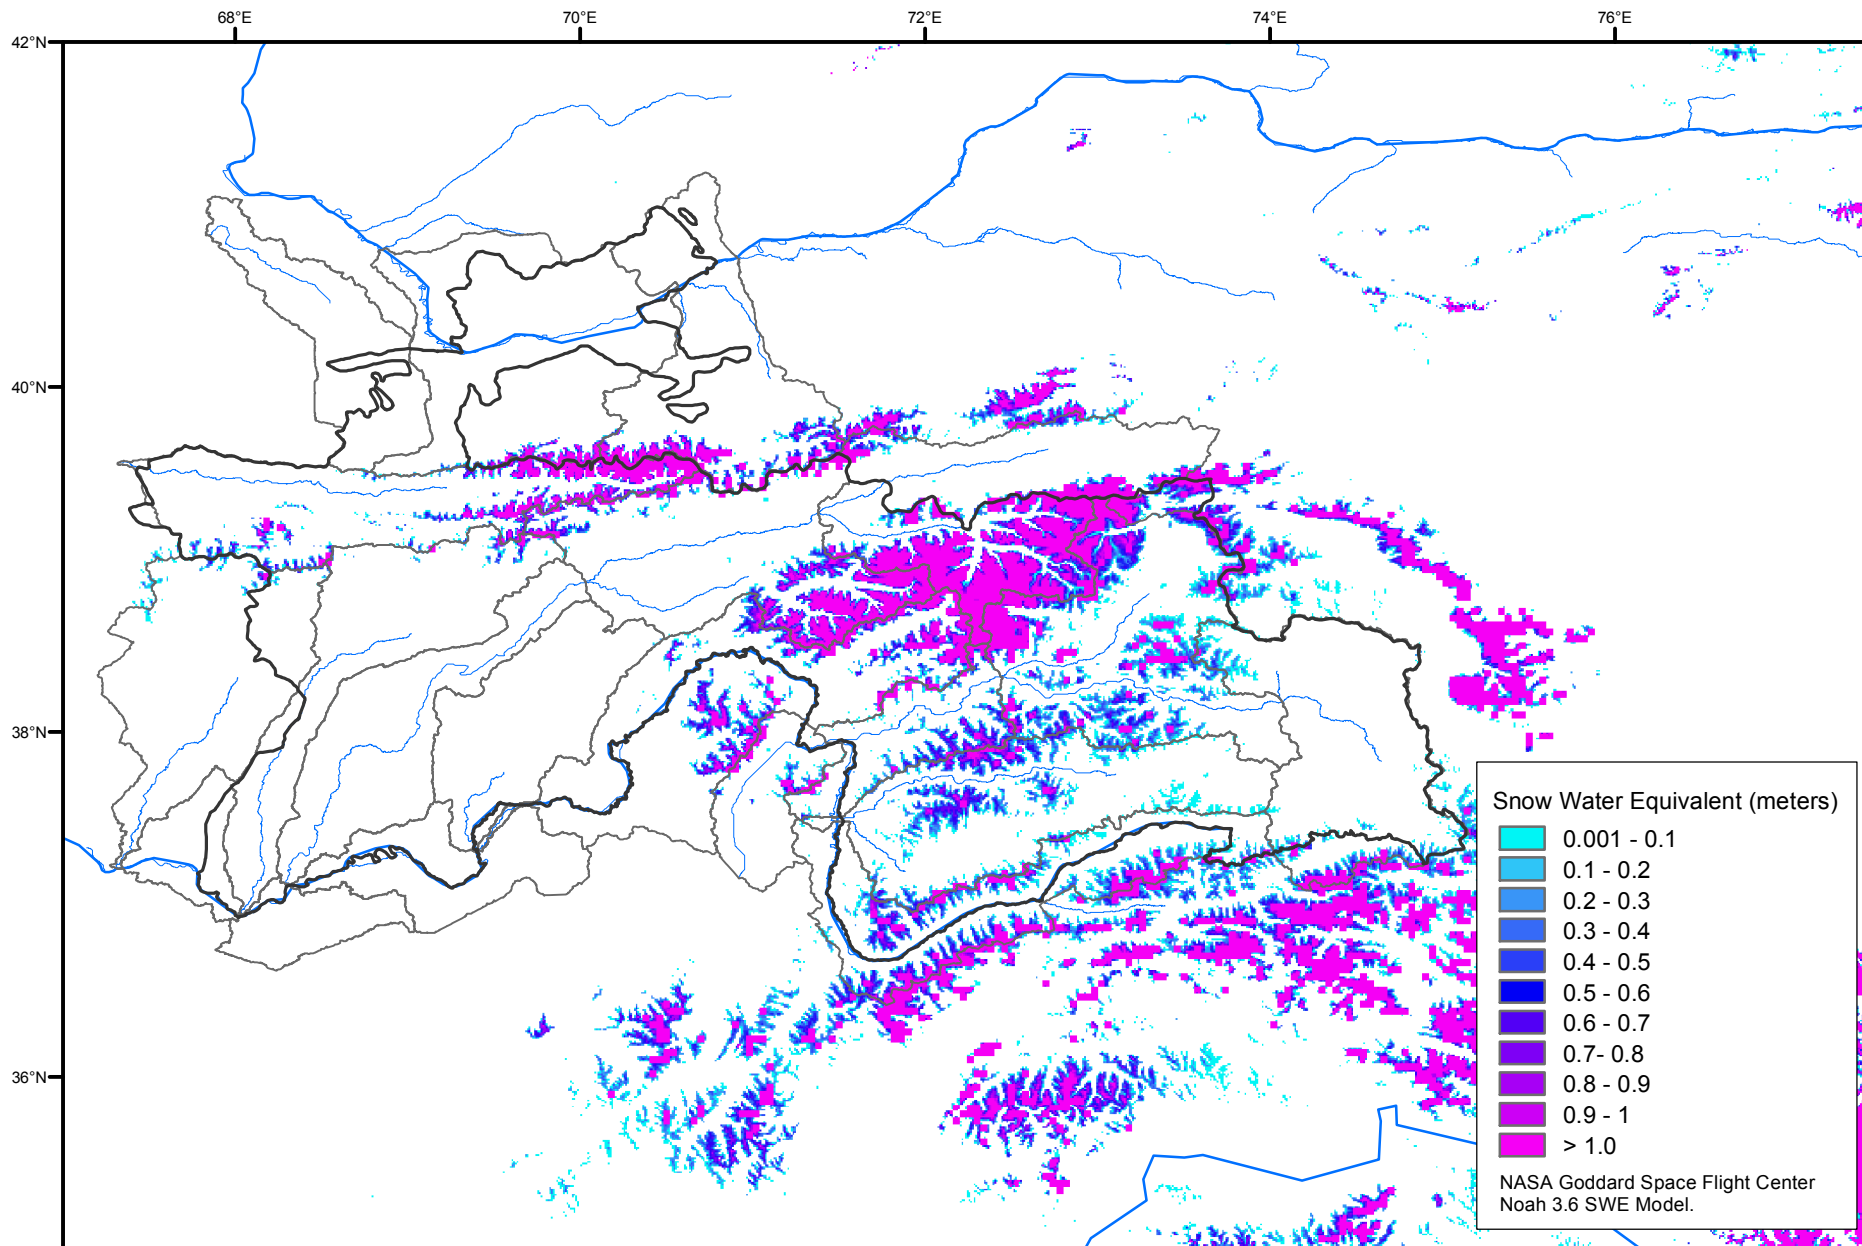 68°E
70°E
72°E
74°E
76°E
42°N
40°N
38°N
36°N
Snow Water Equivalent (meters)
0.001 - 0.1
0.1 - 0.2
0.2 - 0.3
0.3 - 0.4
0.4 - 0.5
0.5 - 0.6
0.6 - 0.7
0.7- 0.8
0.8 - 0.9
0.9 - 1
> 1.0
NASA Goddard Space Flight Center
Noah 3.6 SWE Model.